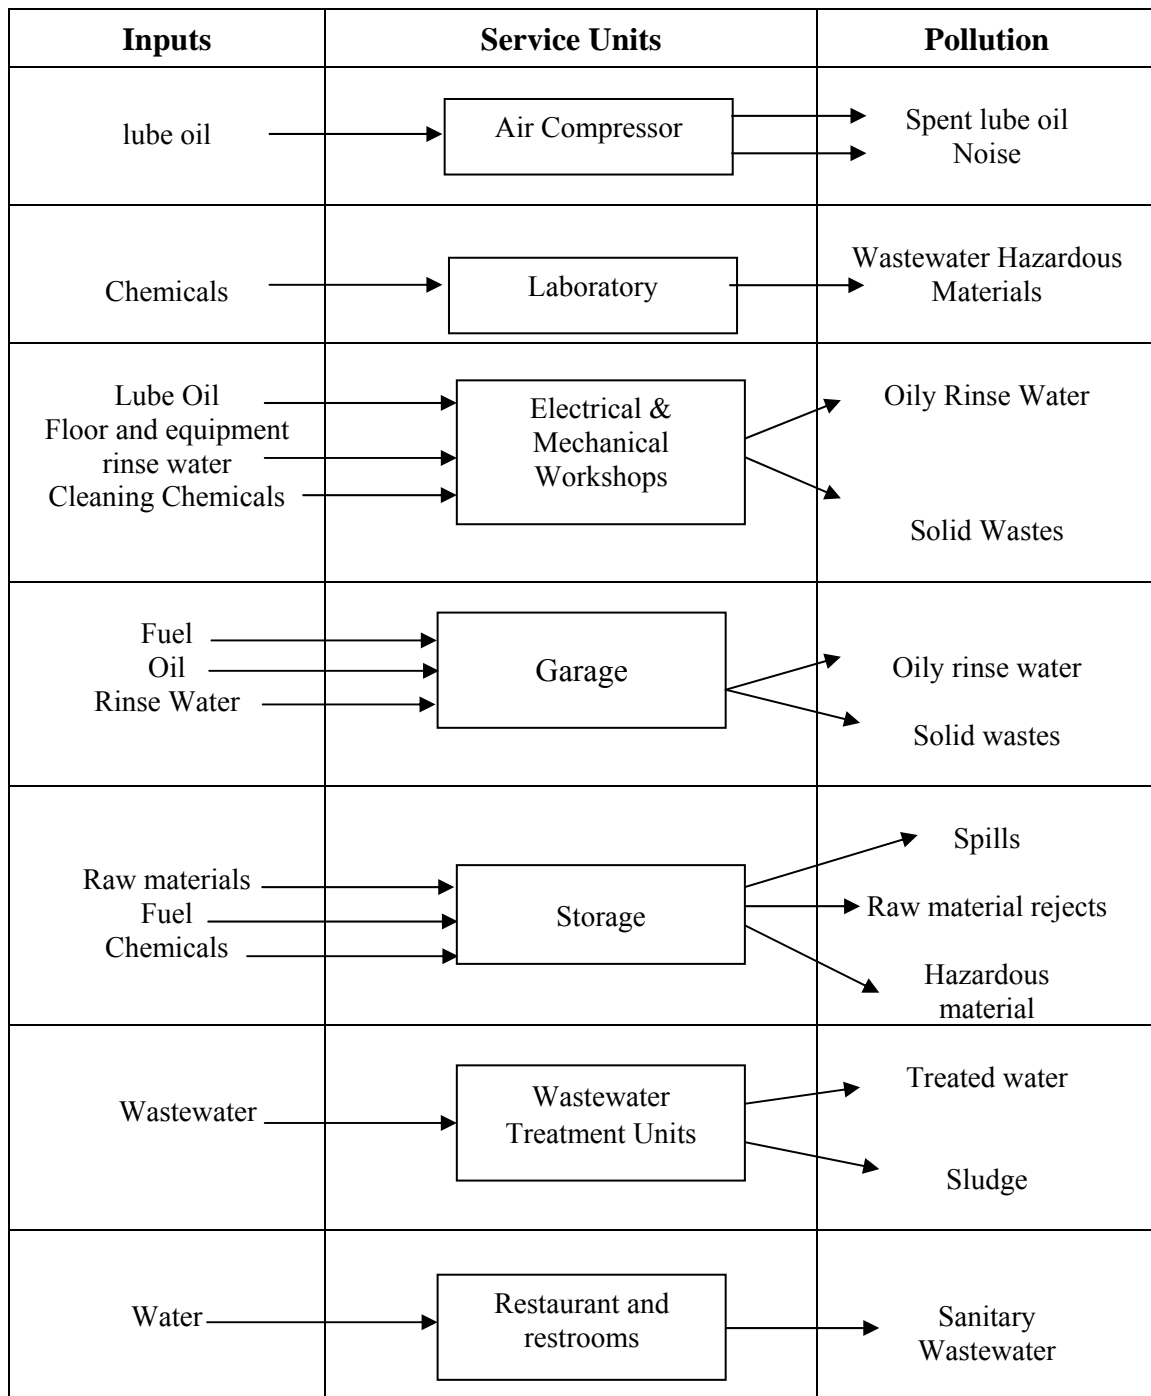 Inputs
Service Units
Pollution
lube oil
Air Compressor
Spent lube oil
Noise
Chemicals
Laboratory
Wastewater Hazardous
Materials
Lube Oil
Floor and equipment
rinse water
Cleaning Chemicals
Electrical &
Mechanical
Workshops
Oily Rinse Water
Solid Wastes
Fuel
Oil
Rinse Water
Garage
Oily rinse water
Solid wastes
Raw materials
Fuel
Chemicals
Storage
Spills
Raw material rejects
Hazardous
material
Wastewater
Wastewater
Treatment Units
Treated water
Sludge
Water
Restaurant and
restrooms
Sanitary
Wastewater